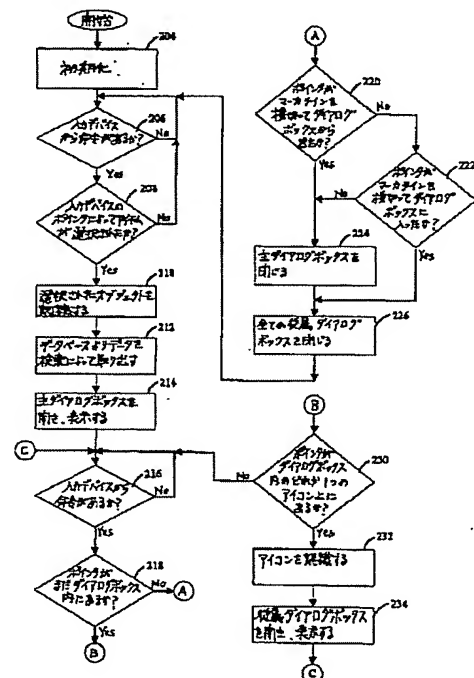 開始
204
初期化
206
入力デバイス
から信号があるか?
No
Yes
208
入力デバイスの
ポインタによってアイテム
が選択されたか?
No
Yes
210
選択されたオブジェクトを
認識する
212
データベースよりデータを
検索によって取り出す
214
主ダイアログボックスを
開き、表示する
C
216
入力デバイスから
信号があるか?
No
Yes
218
ポインタが
まだダイアログボックス
内にあるか?
No
A
Yes
B
A
220
ポインタが
マーカラインを
横切ってダイアログ
ボックスから
出たか?
No
Yes
222
ポインタが
マーカラインを
横切ってダイアログ
ボックスに
入ったか?
No
Yes
224
主ダイアログボックスを
閉じる
226
全ての従属ダイアログ
ボックスを閉じる
B
230
ポインタが
ダイアログボックス
内のどれか1つの
アイコン上に
あるか?
No
Yes
232
アイコンを認識する
234
従属ダイアログボックス
を開き、表示する
C